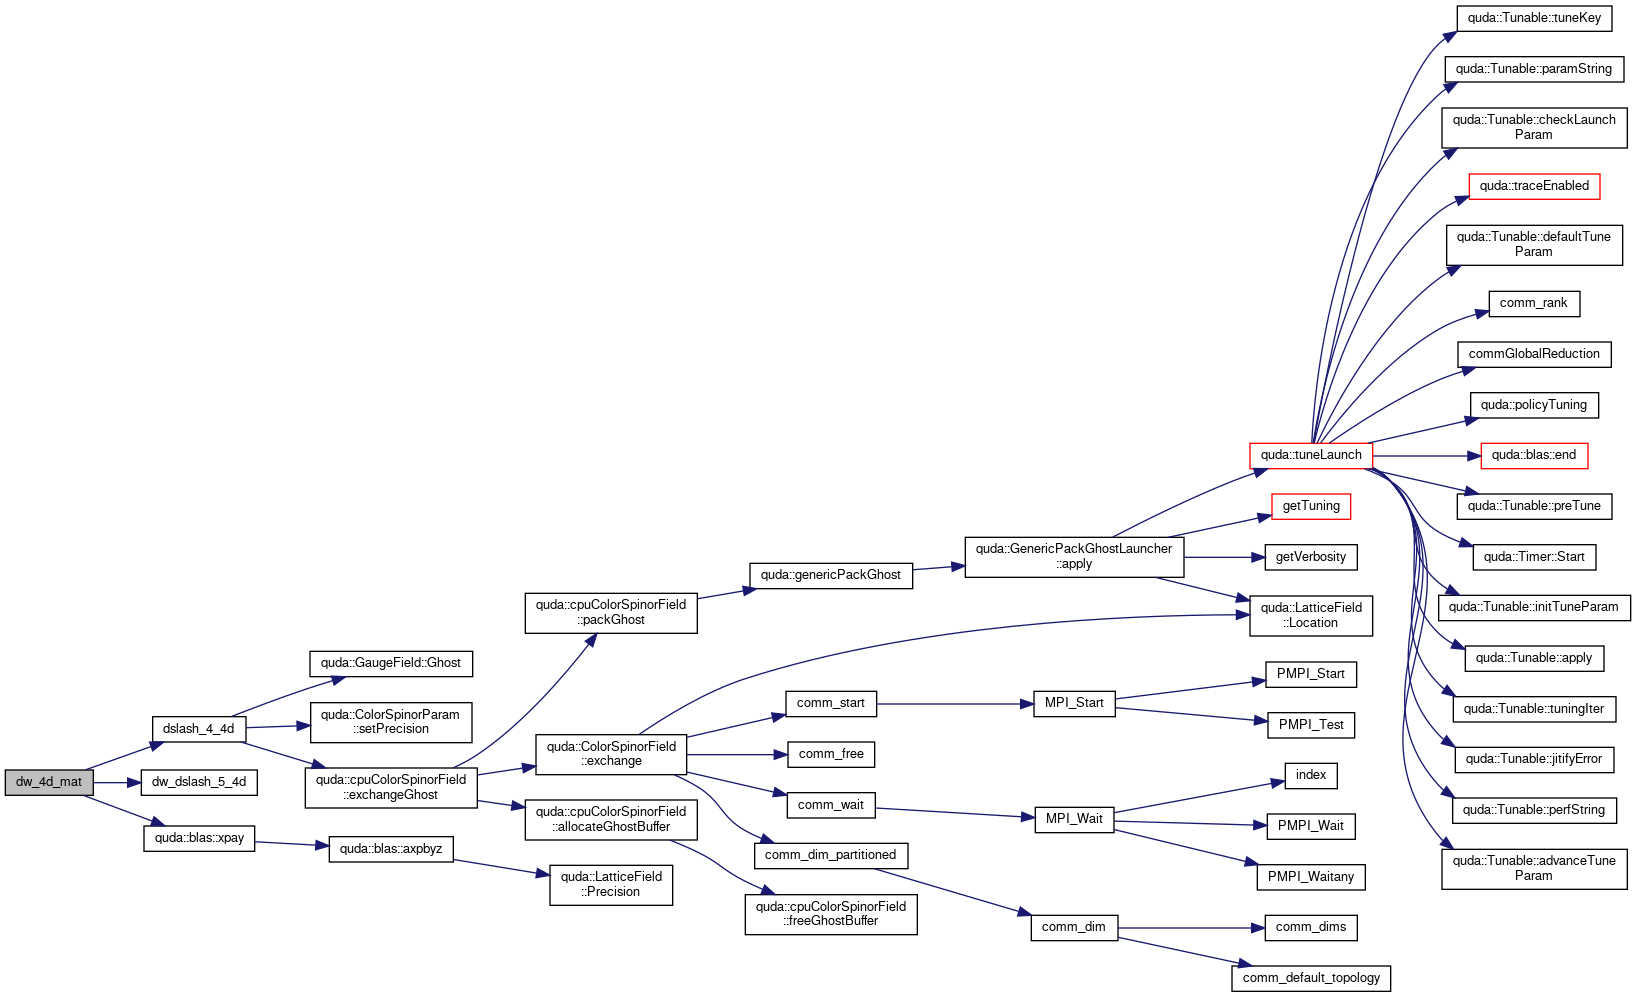 dw_4d_mat
dslash_4_4d
dw_dslash_5_4d
quda::blas::xpay
quda::GaugeField::Ghost
quda::ColorSpinorParam
::setPrecision
quda::cpuColorSpinorField
::exchangeGhost
quda::blas::axpbyz
quda::cpuColorSpinorField
::packGhost
quda::ColorSpinorField
::exchange
quda::cpuColorSpinorField
::allocateGhostBuffer
quda::LatticeField
::Precision
quda::genericPackGhost
comm_start
comm_free
comm_wait
comm_dim_partitioned
quda::cpuColorSpinorField
::freeGhostBuffer
quda::GenericPackGhostLauncher
::apply
MPI_Start
MPI_Wait
comm_dim
quda::tuneLaunch
getTuning
getVerbosity
quda::LatticeField
::Location
PMPI_Start
PMPI_Test
index
PMPI_Wait
PMPI_Waitany
comm_dims
comm_default_topology
quda::Tunable::tuneKey
quda::Tunable::paramString
quda::Tunable::checkLaunch
Param
quda::traceEnabled
quda::Tunable::defaultTune
Param
comm_rank
commGlobalReduction
quda::policyTuning
quda::blas::end
quda::Tunable::preTune
quda::Timer::Start
quda::Tunable::initTuneParam
quda::Tunable::apply
quda::Tunable::tuningIter
quda::Tunable::jitifyError
quda::Tunable::perfString
quda::Tunable::advanceTune
Param